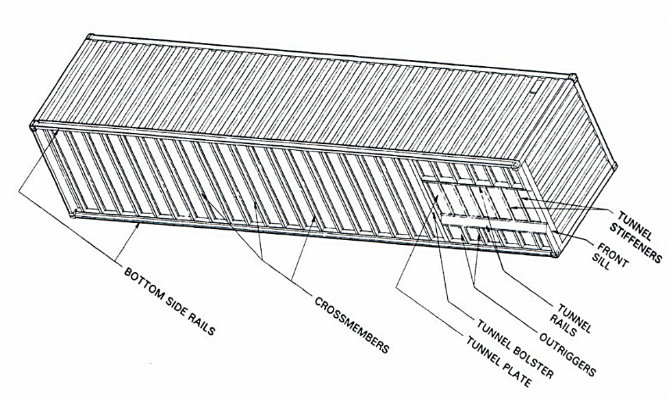 BOTTOM SIDE RAILS
CROSSMEMBERS
TUNNEL PLATE
TUNNEL BOLSTER
OUTRIGGERS
TUNNEL
RAILS
FRONT
SILL
TUNNEL
STIFFENERS